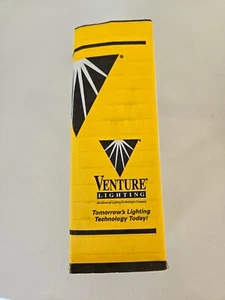 ®
VENTURE®
LIGHTING
An Advanced Lighting Technologies Company
Tomorrow's Lighting
Technology Today!